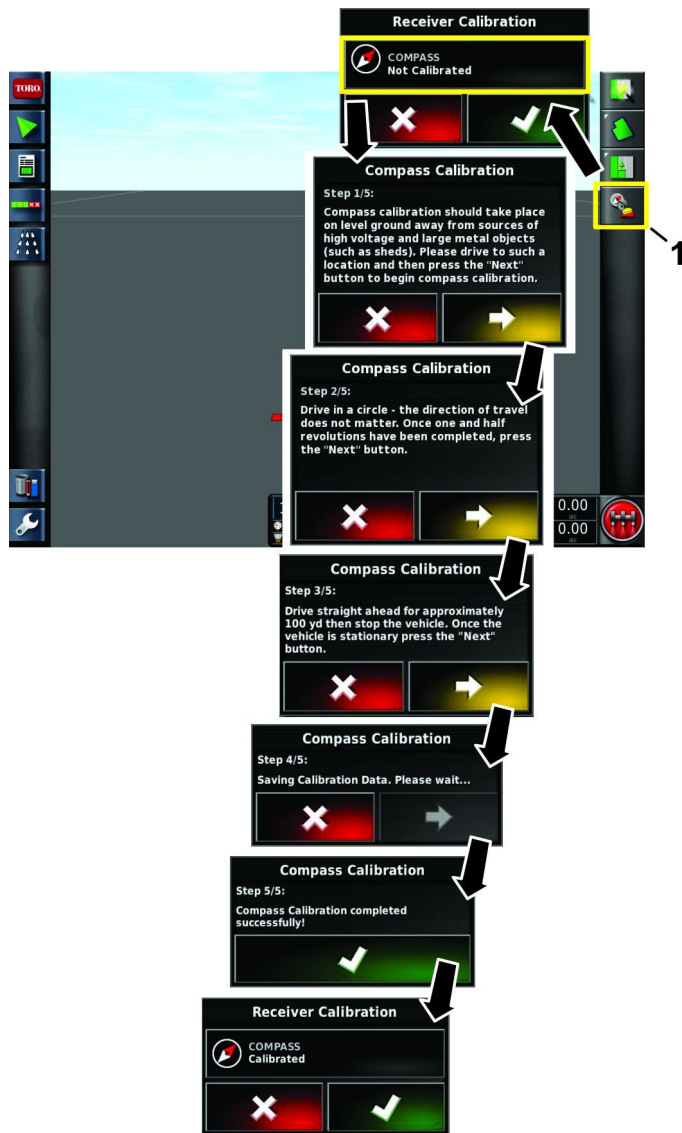 Receiver Calibration
COMPASS
Not Calibrated
TORO.
1
Compass Calibration
Step 1/5:
Compass calibration should take place
on level ground away from sources of
high voltage and large metal objects
(such as sheds). Please drive to such a
location and then press the "Next"
button to begin compass calibration.
Compass Calibration
Step 2/5:
Drive in a circle - the direction of travel
does not matter. Once one and half
revolutions have been completed, press
the "Next" button.
0.00
ac
0.00
ac
Compass Calibration
Step 3/5:
Drive straight ahead for approximately
100 yd then stop the vehicle. Once the
vehicle is stationary press the "Next"
button.
Compass Calibration
Step 4/5:
Saving Calibration Data. Please wait...
Compass Calibration
Step 5/5:
Compass Calibration completed
successfully!
Receiver Calibration
COMPASS
Calibrated